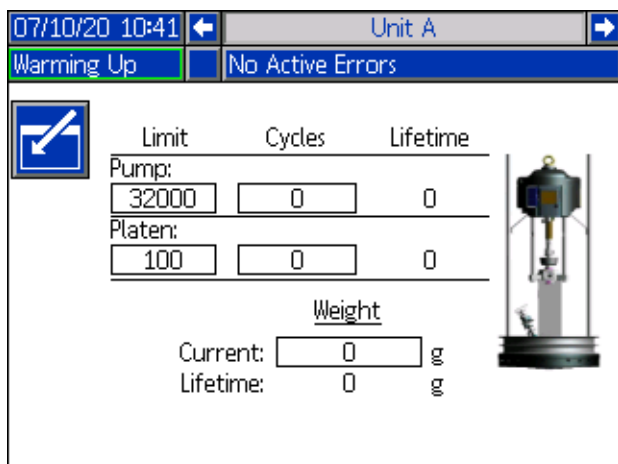 07/10/20 10:41 Unit A
Warming Up No Active Errors
Limit Cycles Lifetime
Pump:
32000 0 0
Platen:
100 0 0
Weight
Current: 0 g
Lifetime: 0 g